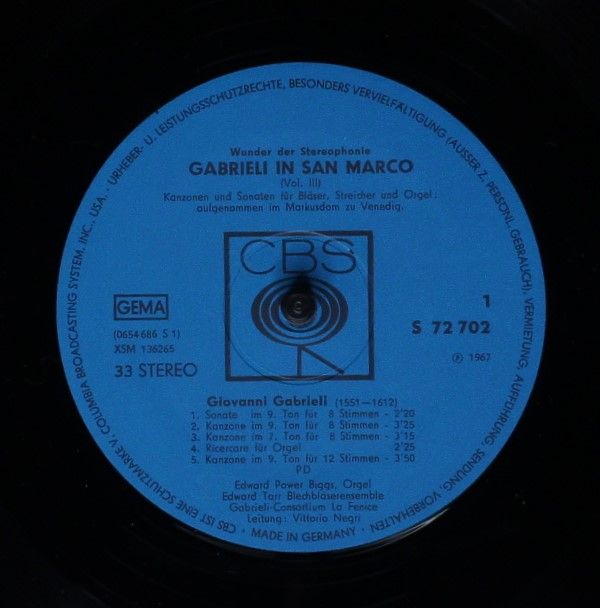 CBS IST EINE SCHUTZMARKE V. COLUMBIA BROADCASTING SYSTEM, INC., USA. · URHEBER- U. LEISTUNGSSCHUTZRECHTE, BESONDERS VERVIELFÄLTIGUNG (AUSSER Z. PERSÖNL. GEBRAUCH), VERMIETUNG, AUFFÜHRUNG, SENDUNG, VORBEHALTEN · MADE IN GERMANY ·
Wunder der Stereophonie
GABRIELI IN SAN MARCO
(Vol. III)
Kanzonen und Sonaten für Bläser, Streicher und Orgel.
aufgenommen im Markusdom zu Venedig.
CBS
GEMA
1
(0654 686 S 1)
S 72 702
XSM 136265
33 STEREO
Ⓟ 1967
Giovanni Gabrieli (1551—1612)
1. Sonate im 9. Ton für 8 Stimmen - 2'20
2. Kanzone im 9. Ton für 8 Stimmen - 2'25
3. Kanzone im 7. Ton für 8 Stimmen - 3'15
4. Ricercare für Orgel - 2'25
5. Kanzone im 9. Ton für 12 Stimmen - 3'50
PD
Edward Power Biggs, Orgel
Edward Tarr Blechbläserensemble
Gabrieli-Consortium La Fenice
Leitung: Vittorio Negri